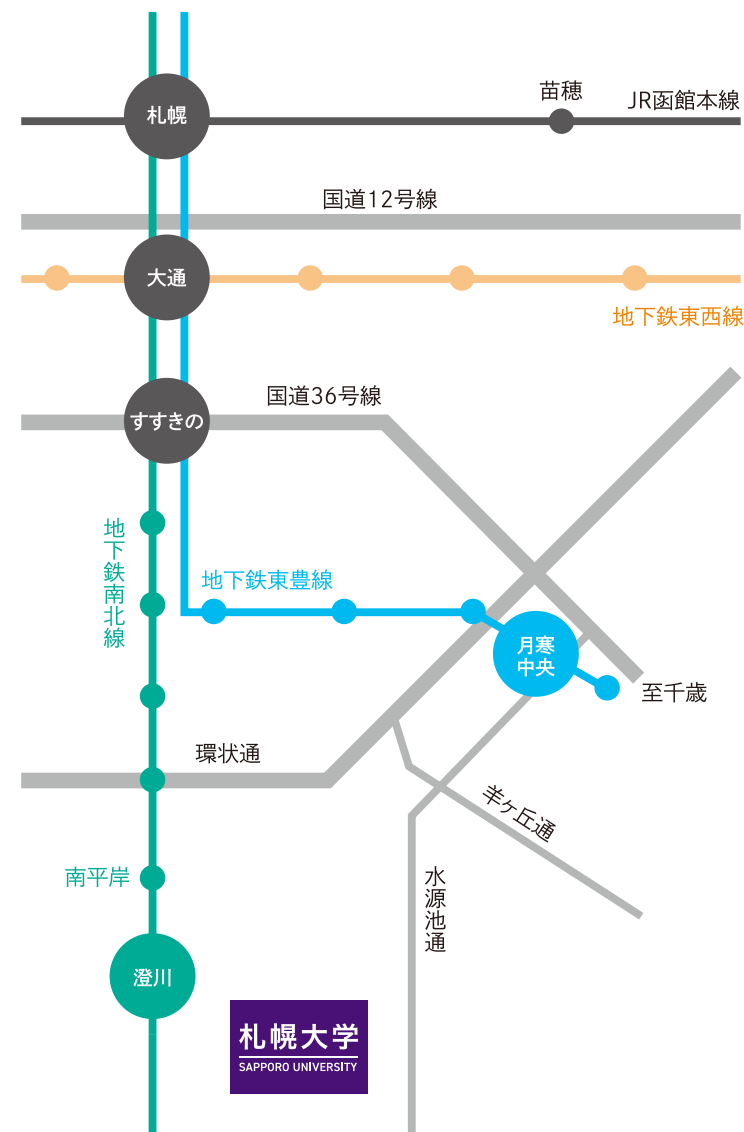 苗穂
JR函館本線
札幌
国道12号線
大通
地下鉄東西線
国道36号線
すすきの
地下鉄南北線
地下鉄東豊線
月寒
中央
至千歳
環状通
羊ヶ丘通
南平岸
水源池通
澄川
札幌大学
SAPPORO UNIVERSITY